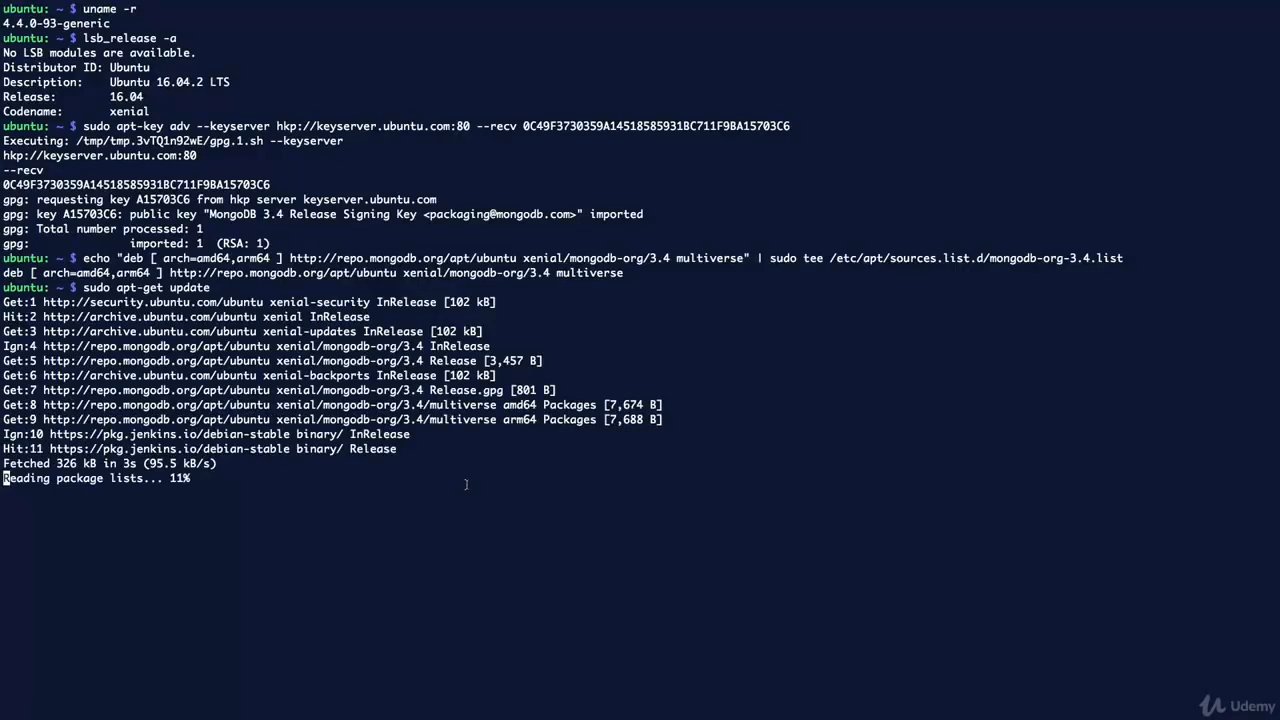 ubuntu: ~ $ uname -r
4.4.0-93-generic
ubuntu: ~ $ lsb_release -a
No LSB modules are available.
Distributor ID: Ubuntu
Description:    Ubuntu 16.04.2 LTS
Release:        16.04
Codename:       xenial
ubuntu: ~ $ sudo apt-key adv --keyserver hkp://keyserver.ubuntu.com:80 --recv 0C49F3730359A14518585931BC711F9BA15703C6
Executing: /tmp/tmp.3vTQ1n92wE/gpg.1.sh --keyserver
hkp://keyserver.ubuntu.com:80
--recv
0C49F3730359A14518585931BC711F9BA15703C6
gpg: requesting key A15703C6 from hkp server keyserver.ubuntu.com
gpg: key A15703C6: public key "MongoDB 3.4 Release Signing Key <packaging@mongodb.com>" imported
gpg: Total number processed: 1
gpg:               imported: 1  (RSA: 1)
ubuntu: ~ $ echo "deb [ arch=amd64,arm64 ] http://repo.mongodb.org/apt/ubuntu xenial/mongodb-org/3.4 multiverse" | sudo tee /etc/apt/sources.list.d/mongodb-org-3.4.list
deb [ arch=amd64,arm64 ] http://repo.mongodb.org/apt/ubuntu xenial/mongodb-org/3.4 multiverse
ubuntu: ~ $ sudo apt-get update
Get:1 http://security.ubuntu.com/ubuntu xenial-security InRelease [102 kB]
Hit:2 http://archive.ubuntu.com/ubuntu xenial InRelease
Get:3 http://archive.ubuntu.com/ubuntu xenial-updates InRelease [102 kB]
Ign:4 http://repo.mongodb.org/apt/ubuntu xenial/mongodb-org/3.4 InRelease
Get:5 http://repo.mongodb.org/apt/ubuntu xenial/mongodb-org/3.4 Release [3,457 B]
Get:6 http://archive.ubuntu.com/ubuntu xenial-backports InRelease [102 kB]
Get:7 http://repo.mongodb.org/apt/ubuntu xenial/mongodb-org/3.4 Release.gpg [801 B]
Get:8 http://repo.mongodb.org/apt/ubuntu xenial/mongodb-org/3.4/multiverse amd64 Packages [7,674 B]
Get:9 http://repo.mongodb.org/apt/ubuntu xenial/mongodb-org/3.4/multiverse arm64 Packages [7,688 B]
Ign:10 https://pkg.jenkins.io/debian-stable binary/ InRelease
Hit:11 https://pkg.jenkins.io/debian-stable binary/ Release
Fetched 326 kB in 3s (95.5 kB/s)
Reading package lists... 11%
Udemy